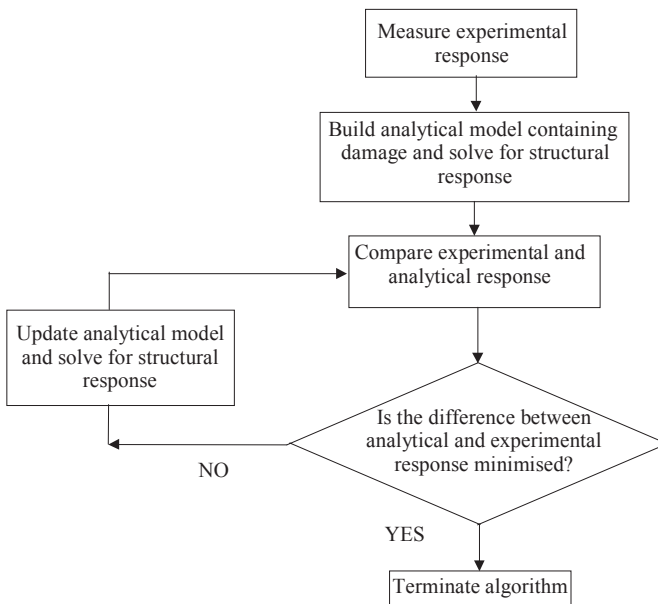 Measure experimental
response
Build analytical model containing
damage and solve for structural
response
Compare experimental and
analytical response
Update analytical model
and solve for structural
response
Is the difference between
analytical and experimental
response minimised?
NO
YES
Terminate algorithm